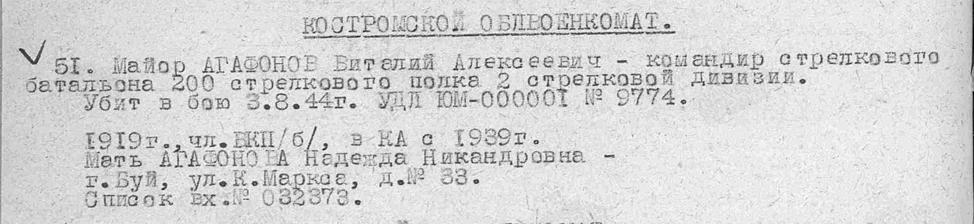 КОСТРОМСКОЙ ОБЛВОЕНКОМАТ.
51. Майор АГАФОНОВ Виталий Алексеевич - командир стрелкового
батальона 200 стрелкового полка 2 стрелковой дивизии.
Убит в бою 3.8.44г. УДЛ ЮМ-000001 № 9774.
1919г.,чл.ВКП/б/, в КА с 1939г.
Мать АГАФОНОВА Надежда Никандровна -
г.Буй, ул.К.Маркса, д.№ 33.
Список вх.№ 032373.